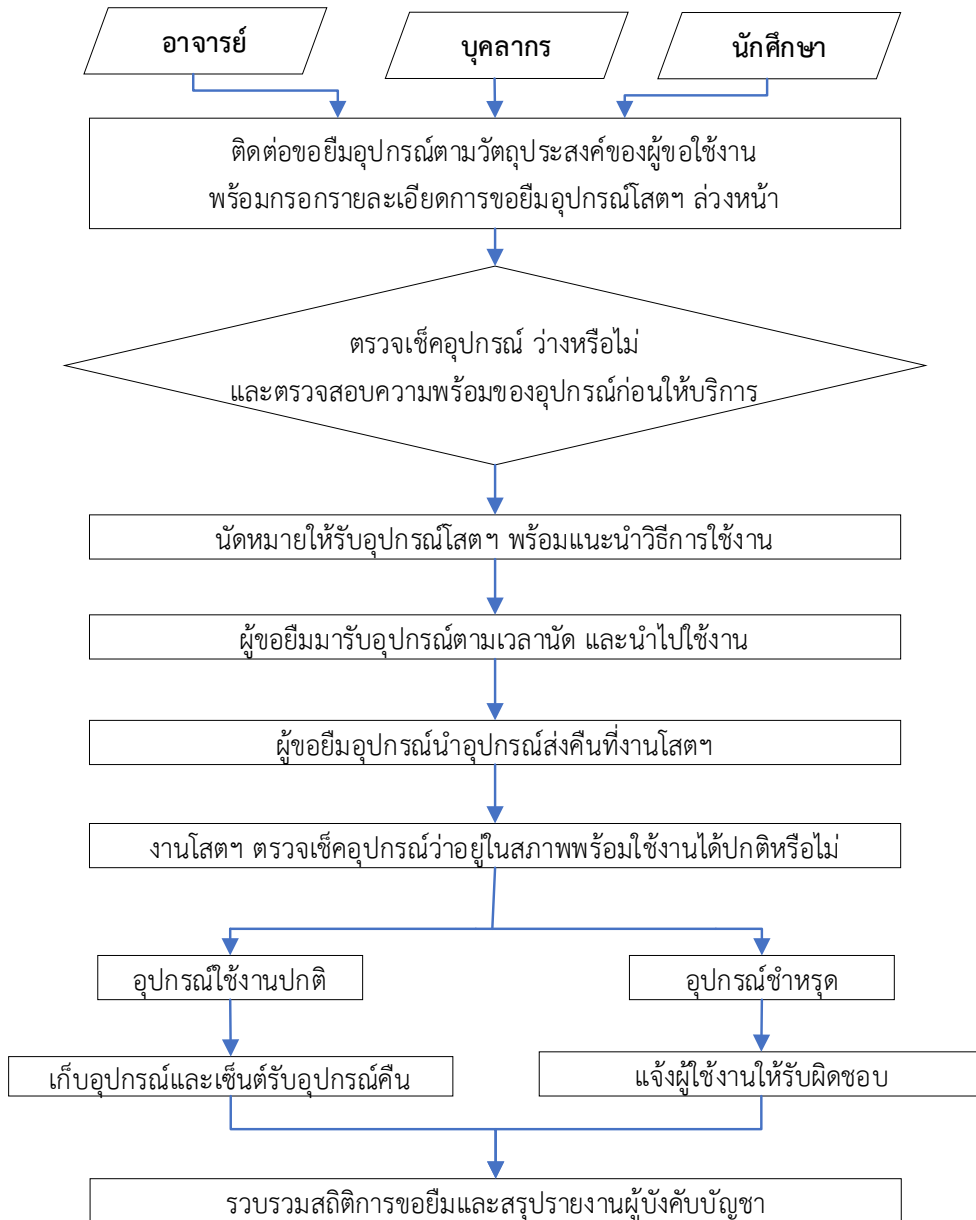 อาจารย์
บุคลากร
นักศึกษา
ติดต่อขอยืมอุปกรณ์ตามวัตถุประสงค์ของผู้ขอใช้งาน
พร้อมกรอกรายละเอียดการขอยืมอุปกรณ์โสตฯ ล่วงหน้า
ตรวจเช็คอุปกรณ์ ว่างหรือไม่
และตรวจสอบความพร้อมของอุปกรณ์ก่อนให้บริการ
นัดหมายให้รับอุปกรณ์โสตฯ พร้อมแนะนำวิธีการใช้งาน
ผู้ขอยืมมารับอุปกรณ์ตามเวลานัด และนำไปใช้งาน
ผู้ขอยืมอุปกรณ์นำอุปกรณ์ส่งคืนที่งานโสตฯ
งานโสตฯ ตรวจเช็คอุปกรณ์ว่าอยู่ในสภาพพร้อมใช้งานได้ปกติหรือไม่
อุปกรณ์ใช้งานปกติ
อุปกรณ์ชำหรุด
เก็บอุปกรณ์และเซ็นต์รับอุปกรณ์คืน
แจ้งผู้ใช้งานให้รับผิดชอบ
รวบรวมสถิติการขอยืมและสรุปรายงานผู้บังคับบัญชา